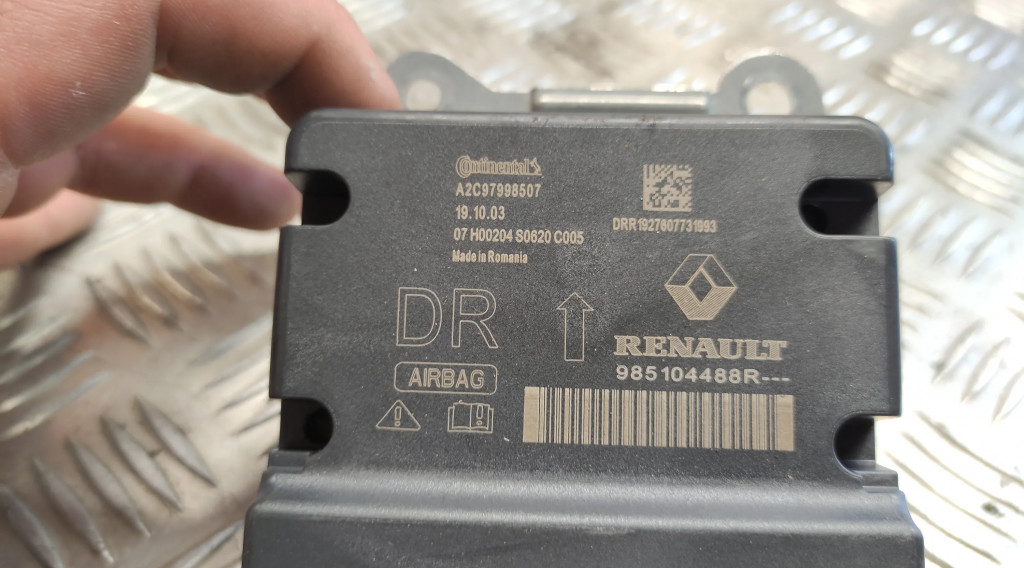 Continental
A2C97998507
19.10.03
07 H00204 S0620 C005
Made in Romania
DRR1927607731993
DR
AIRBAG
RENAULT
985104488R---